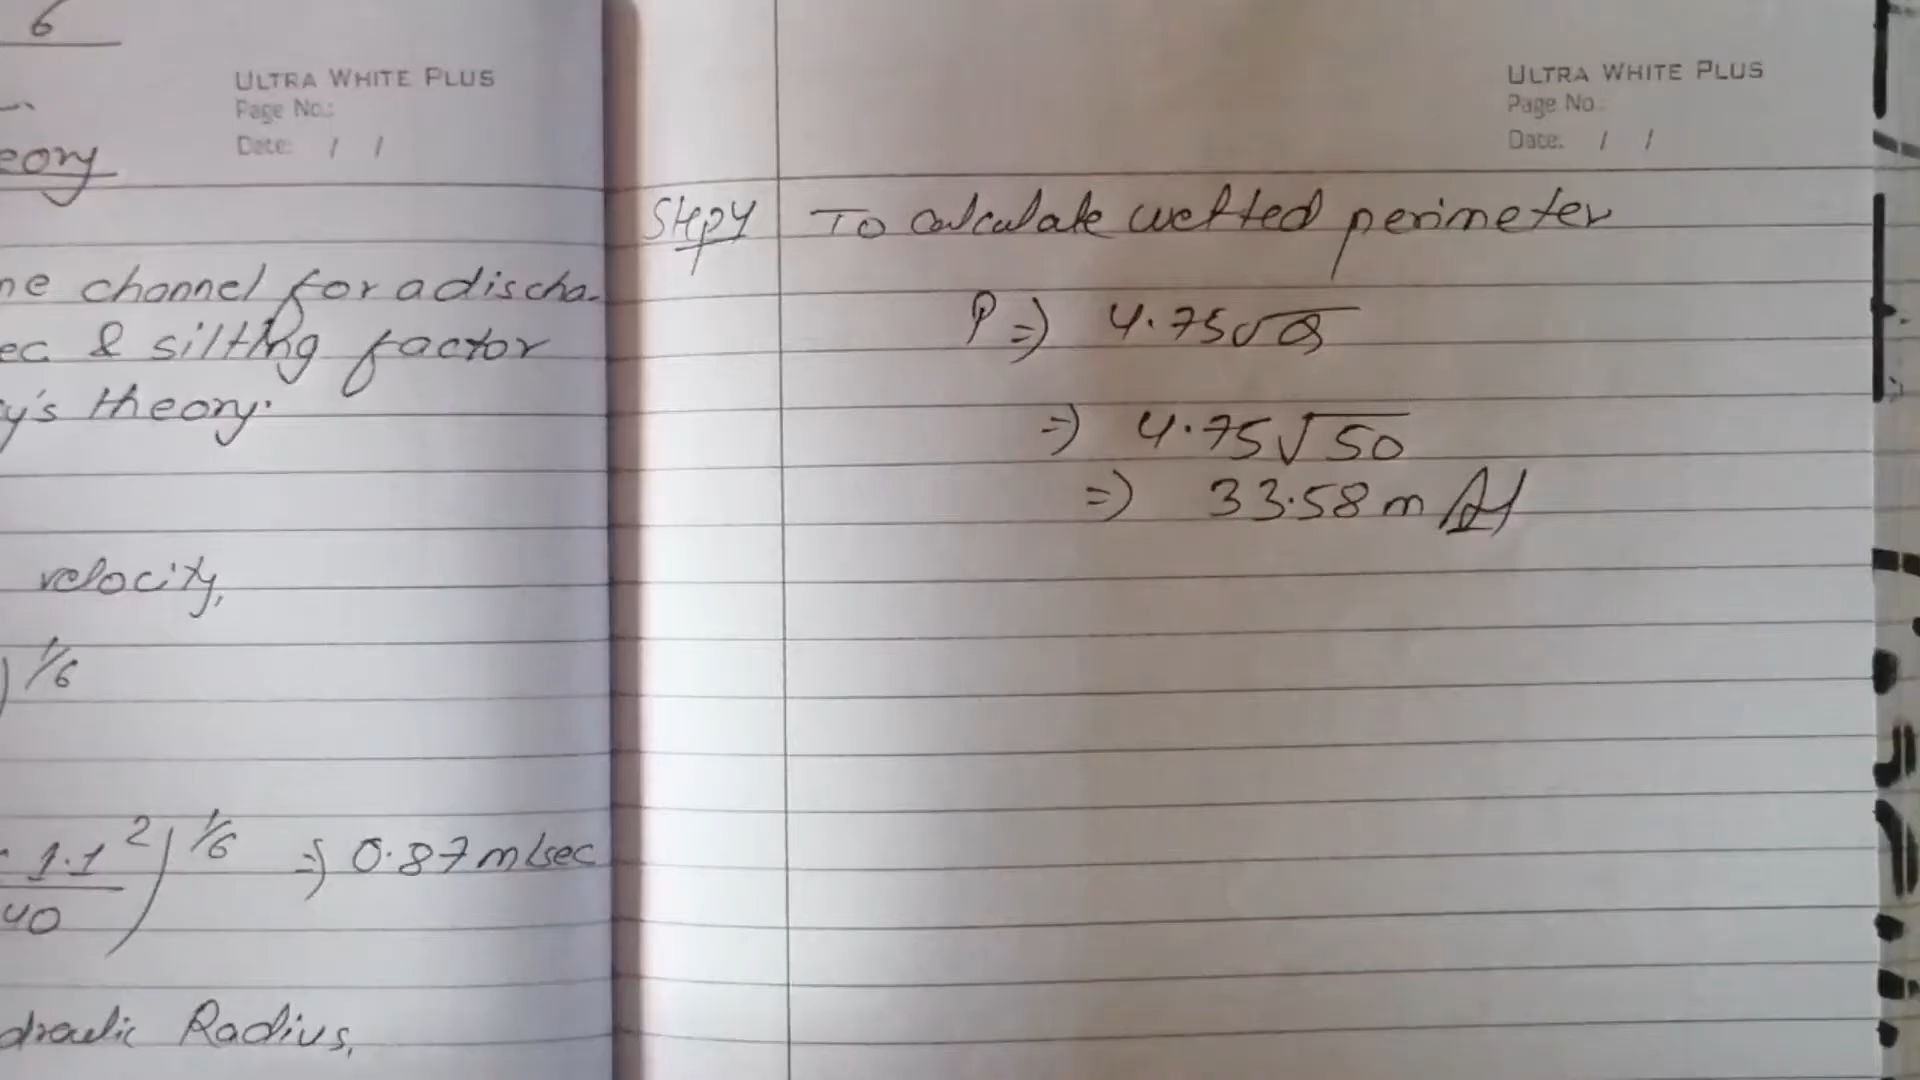 6
ULTRA WHITE PLUS
Page No.:
Date: / /
eory
ne channel for a discha-
ec & silting factor
y's theory.
velocity,
) 1/6
1.1 2 ) 1/6 => 0.87 m/sec
40
draulic Radius,
ULTRA WHITE PLUS
Page No.
Date. / /
Step4 To calculate wetted perimeter
P => 4.75√Q
=> 4.75√50
=> 33.58 m